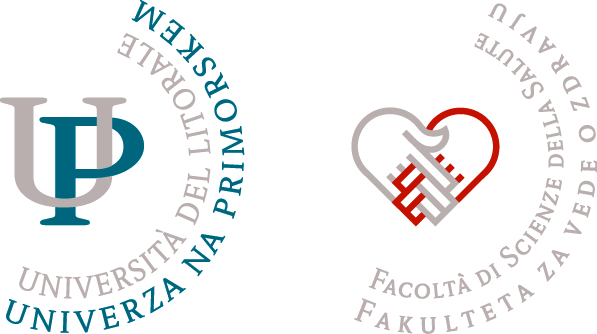 UP
UNIVERSITÀ DEL LITORALE
UNIVERZA NA PRIMORSKEM
FACOLTÀ DI SCIENZE DELLA SALUTE
FAKULTETA ZA VEDE O ZDRAVJU